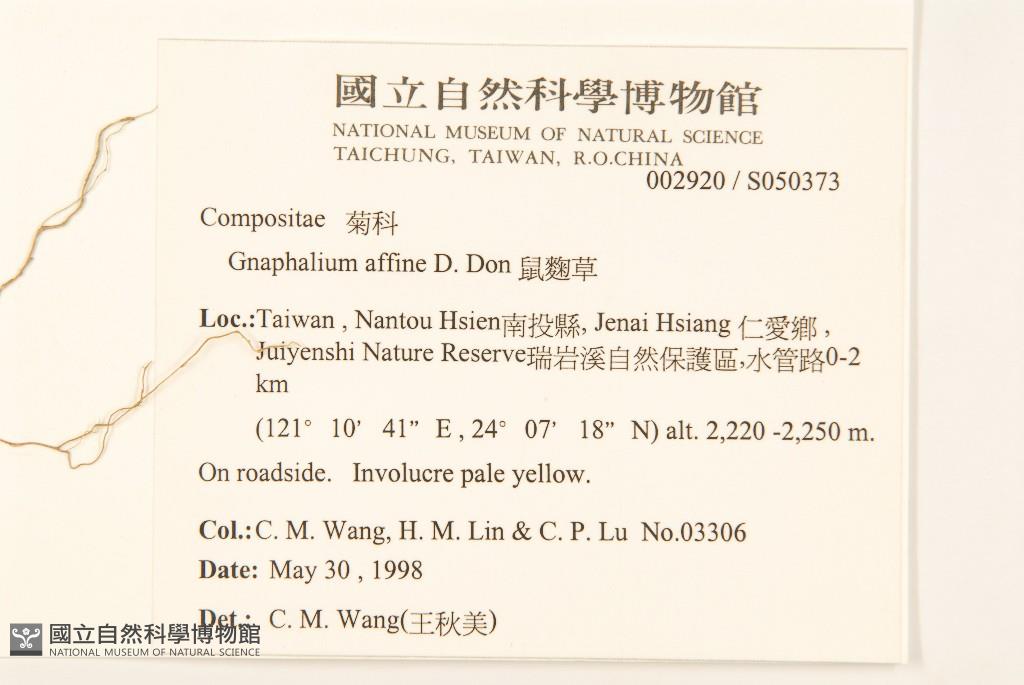 國立自然科學博物館
NATIONAL MUSEUM OF NATURAL SCIENCE
TAICHUNG, TAIWAN, R.O.CHINA
002920 / S050373
Compositae 菊科
Gnaphalium affine D. Don 鼠麴草
Loc.:Taiwan , Nantou Hsien南投縣, Jenai Hsiang 仁愛鄉 ,
Juiyenshi Nature Reserve瑞岩溪自然保護區,水管路0-2
km
(121° 10’ 41” E , 24° 07’ 18” N) alt. 2,220 -2,250 m.
On roadside. Involucre pale yellow.
Col.:C. M. Wang, H. M. Lin & C. P. Lu No.03306
Date: May 30 , 1998
Det.: C. M. Wang(王秋美)
國立自然科學博物館
NATIONAL MUSEUM OF NATURAL SCIENCE